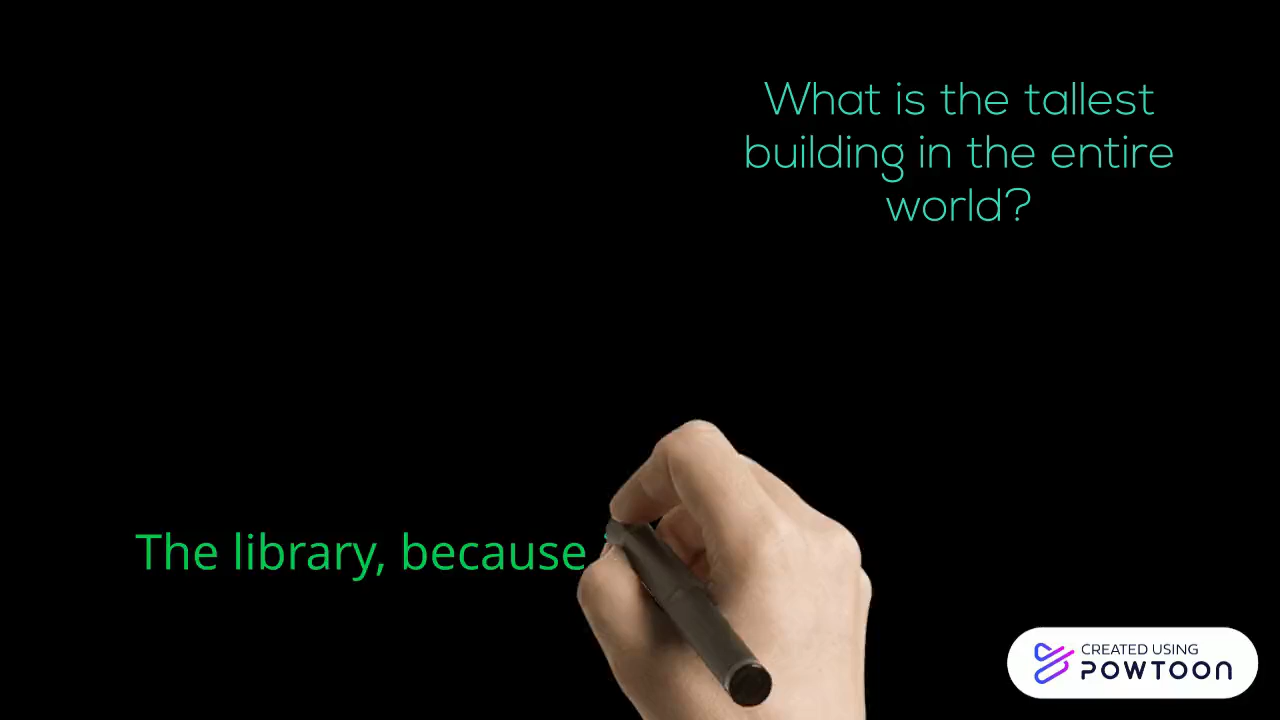 What is the tallest
building in the entire
world?
The library, because
CREATED USING
POWTOON